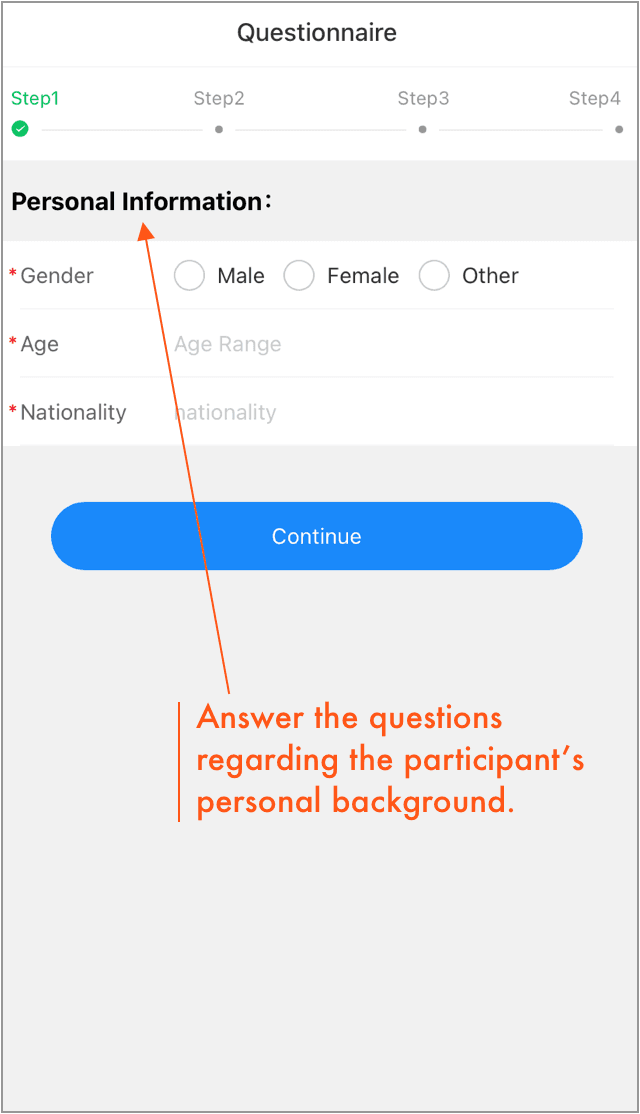 Questionnaire
Step1 Step2 Step3 Step4
Personal Information:
* Gender Male Female Other
* Age Age Range
* Nationality nationality
Continue
Answer the questions
regarding the participant’s
personal background.